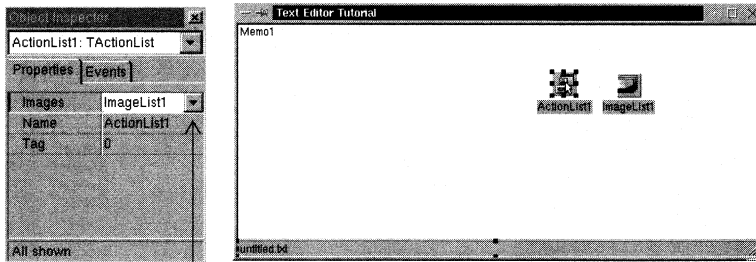 Object Inspector
ActionList1: TActionList
Properties Events
Images ImageList1
Name ActionList1
Tag 0
All shown
Text Editor Tutorial
Memo1
ActionList1 ImageList1
untitled.txt